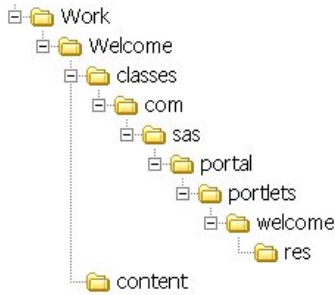 Work
Welcome
classes
com
sas
portal
portlets
welcome
res
content